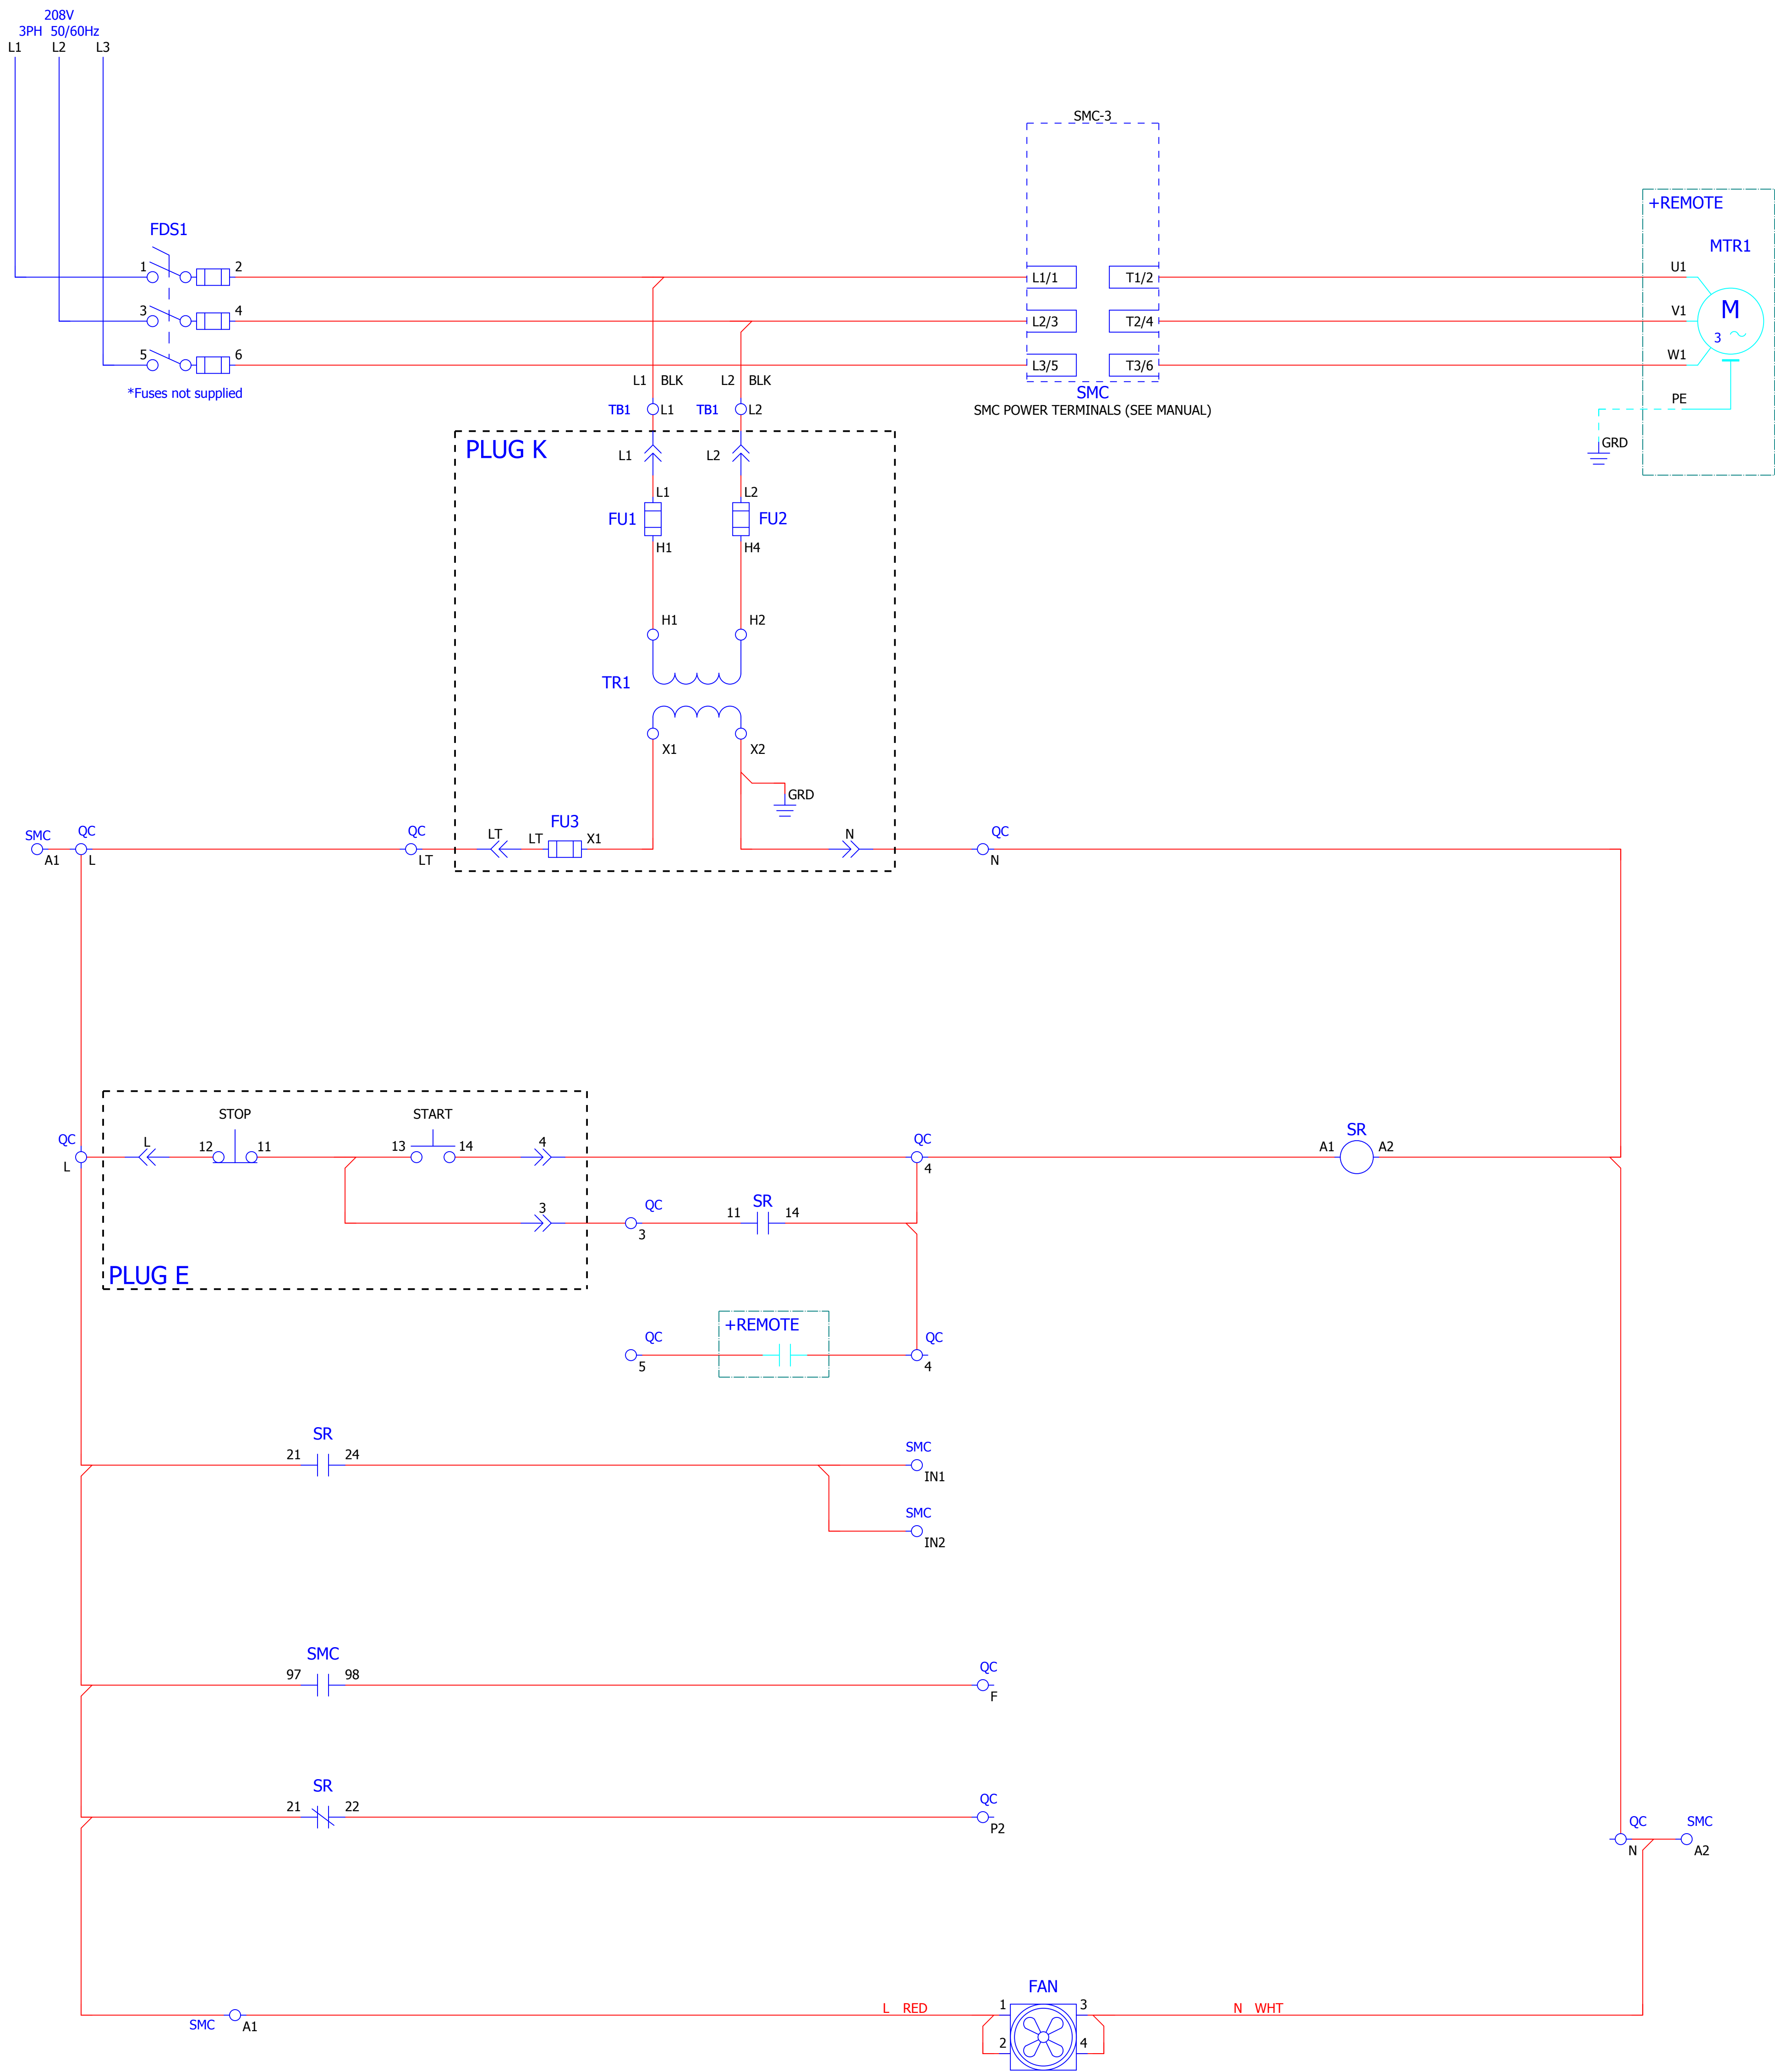 208V
3PH 50/60Hz
L1 L2 L3
SMC-3
+REMOTE
MTR1
FDS1
1 2
L1/1 T1/2
U1
3 4
L2/3 T2/4
V1
M
3
5 6
L3/5 T3/6
W1
*Fuses not supplied
L1 BLK L2 BLK
SMC
SMC POWER TERMINALS (SEE MANUAL)
PE
GRD
TB1 L1 TB1 L2
PLUG K
L1 L2
L1 L2
FU1 FU2
H1 H4
H1 H2
TR1
X1 X2
GRD
SMC QC QC
LT LT FU3 X1
N
QC
A1 L LT N
STOP START
QC
L
L
12 11
13 14
4
QC
4
SR
A1 A2
3
QC
3
11 SR 14
PLUG E
+REMOTE
QC
5
QC
4
SR
21 24
SMC
IN1
SMC
IN2
SMC
97 98
QC
F
SR
21 22
QC
P2
QC
N
SMC
A2
FAN
SMC A1
L RED
1 3
2 4
N WHT